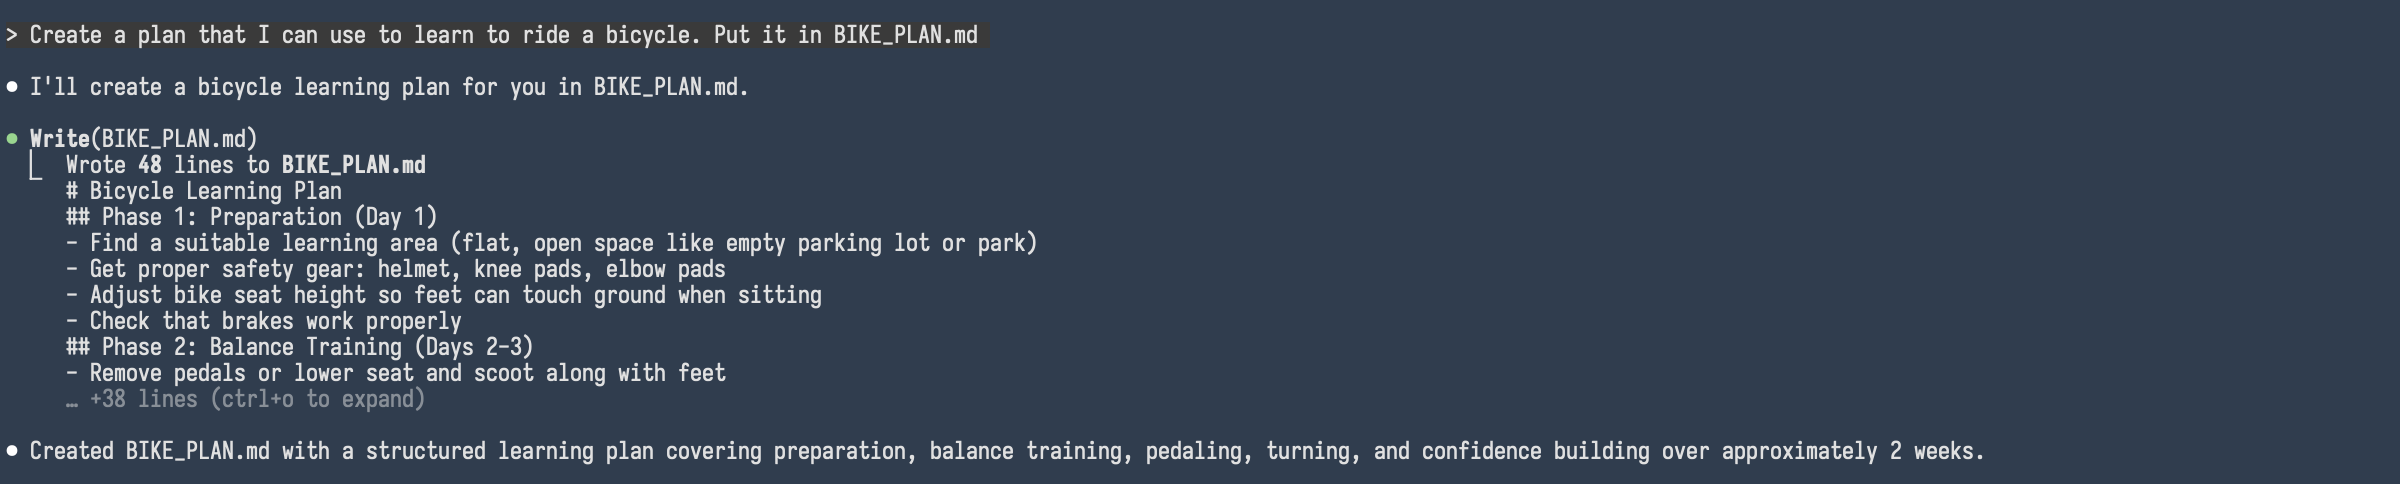 > Create a plan that I can use to learn to ride a bicycle. Put it in BIKE_PLAN.md
● I'll create a bicycle learning plan for you in BIKE_PLAN.md.
● Write(BIKE_PLAN.md)
⎿ Wrote 48 lines to BIKE_PLAN.md
# Bicycle Learning Plan
## Phase 1: Preparation (Day 1)
- Find a suitable learning area (flat, open space like empty parking lot or park)
- Get proper safety gear: helmet, knee pads, elbow pads
- Adjust bike seat height so feet can touch ground when sitting
- Check that brakes work properly
## Phase 2: Balance Training (Days 2-3)
- Remove pedals or lower seat and scoot along with feet
… +38 lines (ctrl+o to expand)
● Created BIKE_PLAN.md with a structured learning plan covering preparation, balance training, pedaling, turning, and confidence building over approximately 2 weeks.